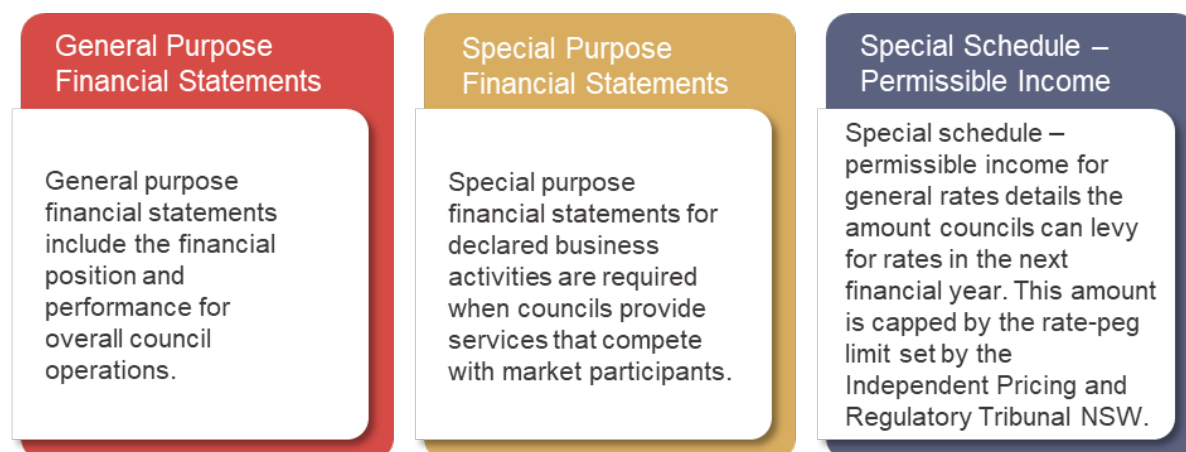 General Purpose
Financial Statements
General purpose
financial statements
include the financial
position and
performance for
overall council
operations.
Special Purpose
Financial Statements
Special purpose
financial statements for
declared business
activities are required
when councils provide
services that compete
with market participants.
Special Schedule –
Permissible Income
Special schedule –
permissible income for
general rates details the
amount councils can levy
for rates in the next
financial year. This amount
is capped by the rate-peg
limit set by the
Independent Pricing and
Regulatory Tribunal NSW.